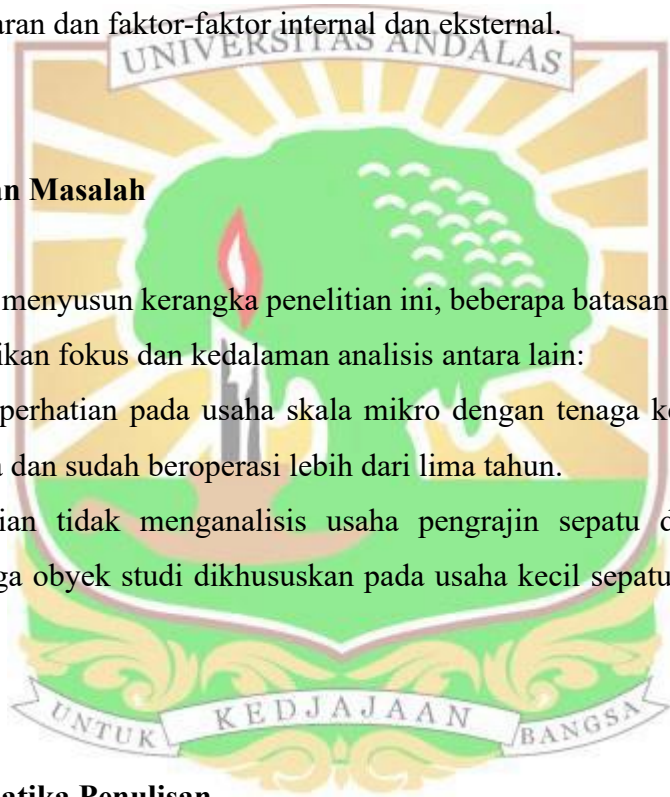 aran dan faktor-faktor internal dan eksternal.
UNIVERSITAS ANDALAS
an Masalah
menyusun kerangka penelitian ini, beberapa batasan
ikan fokus dan kedalaman analisis antara lain:
perhatian pada usaha skala mikro dengan tenaga ke
dan sudah beroperasi lebih dari lima tahun.
ian tidak menganalisis usaha pengrajin sepatu d
ga obyek studi dikhususkan pada usaha kecil sepatu
UNTUK KEDJAJAAN BANGSA
atika Penulisan